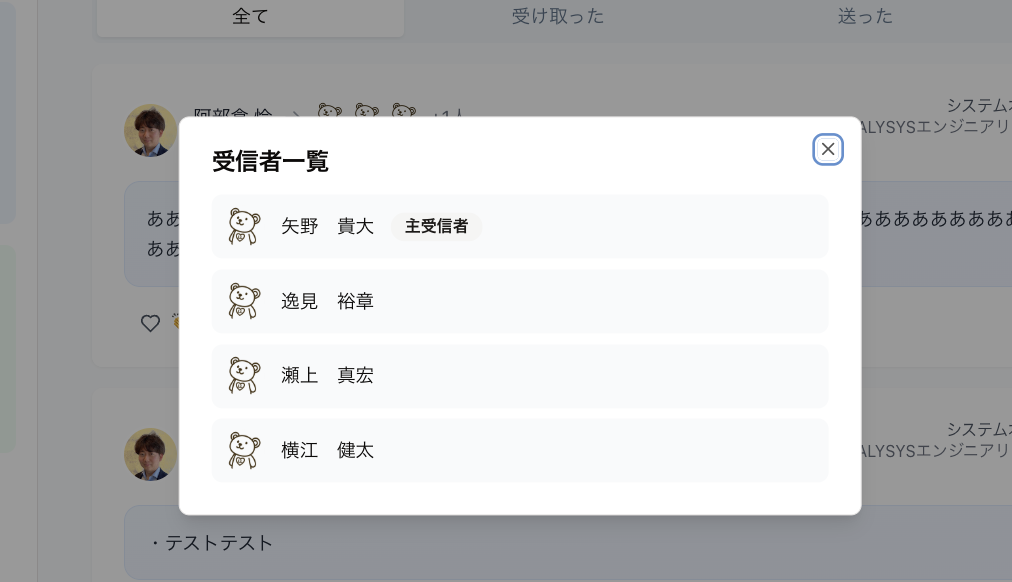 全て
受け取った
送った
阿部倉 怜
+1人
システム
ALYSYSエンジニアリ
受信者一覧
矢野　貴大
主受信者
逸見　裕章
瀬上　真宏
横江　健太
ああ
ああああああああ
ああ
システム
ALYSYSエンジニアリ
・テストテスト